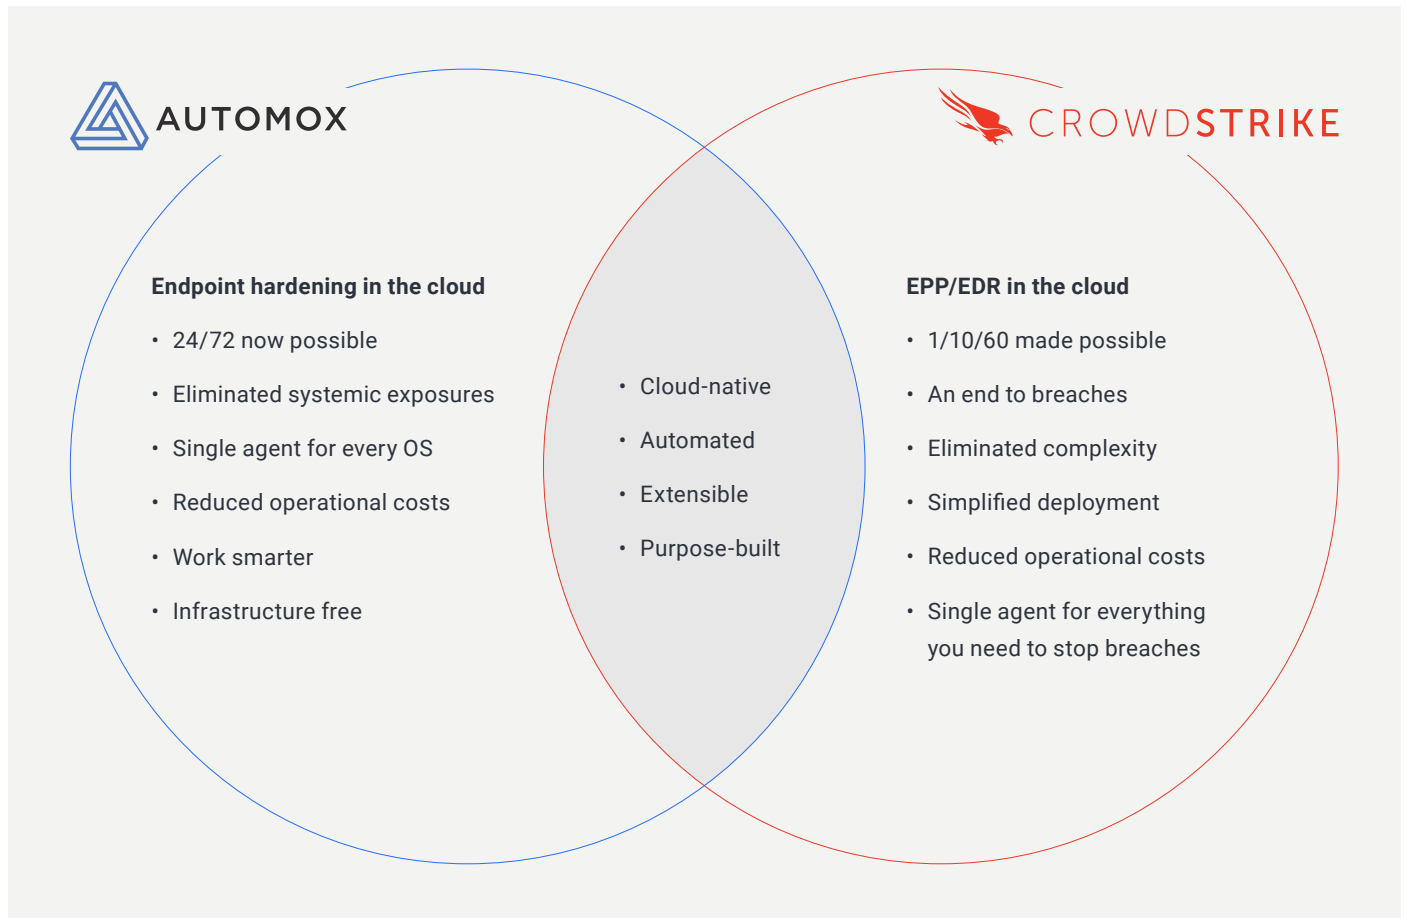 AUTOMOX
CROWDSTRIKE
Endpoint hardening in the cloud
• 24/72 now possible
• Eliminated systemic exposures
• Single agent for every OS
• Reduced operational costs
• Work smarter
• Infrastructure free
• Cloud-native
• Automated
• Extensible
• Purpose-built
EPP/EDR in the cloud
• 1/10/60 made possible
• An end to breaches
• Eliminated complexity
• Simplified deployment
• Reduced operational costs
• Single agent for everything
you need to stop breaches